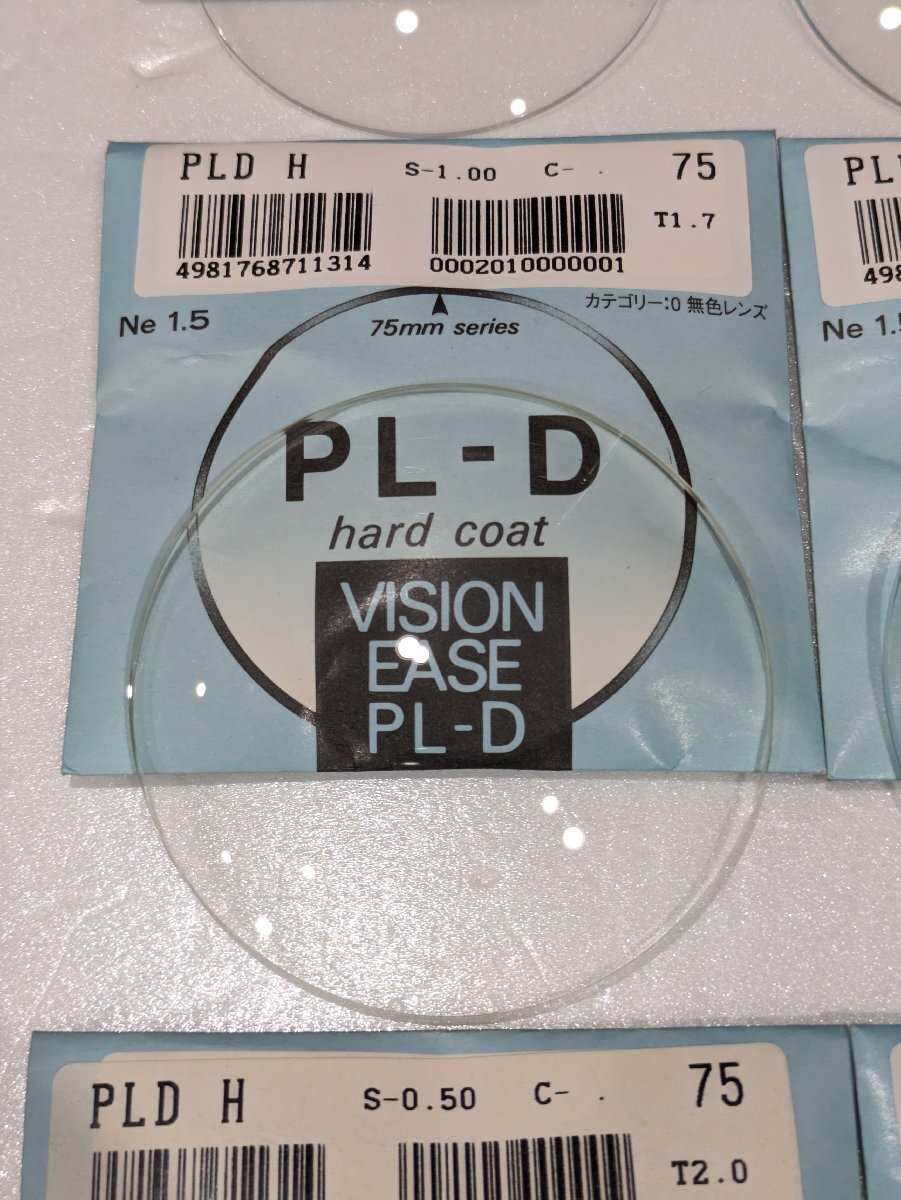 PLD H S-1.00 C- . 75
T1.7
4981768711314 0002010000001
Ne 1.5
カテゴリー:0 無色レンズ
75mm series
PL-D
hard coat
VISION
EASE
PL-D
PL
498
Ne 1.5
PLD H S-0.50 C- . 75
T2.0